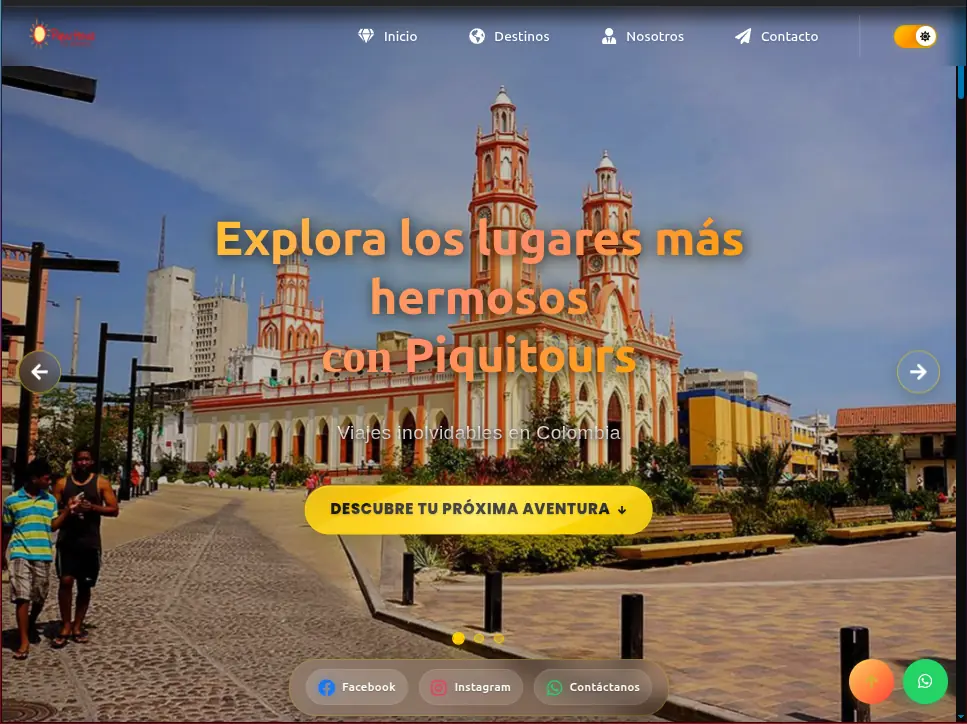 Inicio
Destinos
Nosotros
Contacto
Explora los lugares más
hermosos
con Piquitours
Viajes inolvidables en Colombia
DESCUBRE TU PRÓXIMA AVENTURA ↓
Facebook
Instagram
Contáctanos